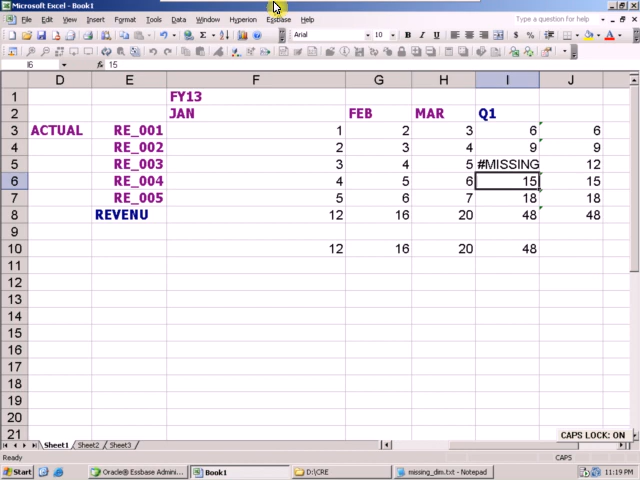 Microsoft Excel - Book1
File Edit View Insert Format Tools Data Window Hyperion Essbase Help Type a question for help
Arial 10 B I U $ %
I6 fx 15
D E F G H I J
1 FY13
2 JAN FEB MAR Q1
3 ACTUAL RE_001 1 2 3 6 6
4 RE_002 2 3 4 9 9
5 RE_003 3 4 5 #MISSING 12
6 RE_004 4 5 6 15 15
7 RE_005 5 6 7 18 18
8 REVENU 12 16 20 48 48
9
10 12 16 20 48
11
12
13
14
15
16
17
18
19
20
21
Sheet1 Sheet2 Sheet3
CAPS LOCK: ON
Ready CAPS
Start Oracle® Essbase Admini... Book1 D:\CRE missing_dim.txt - Notepad 11:19 PM